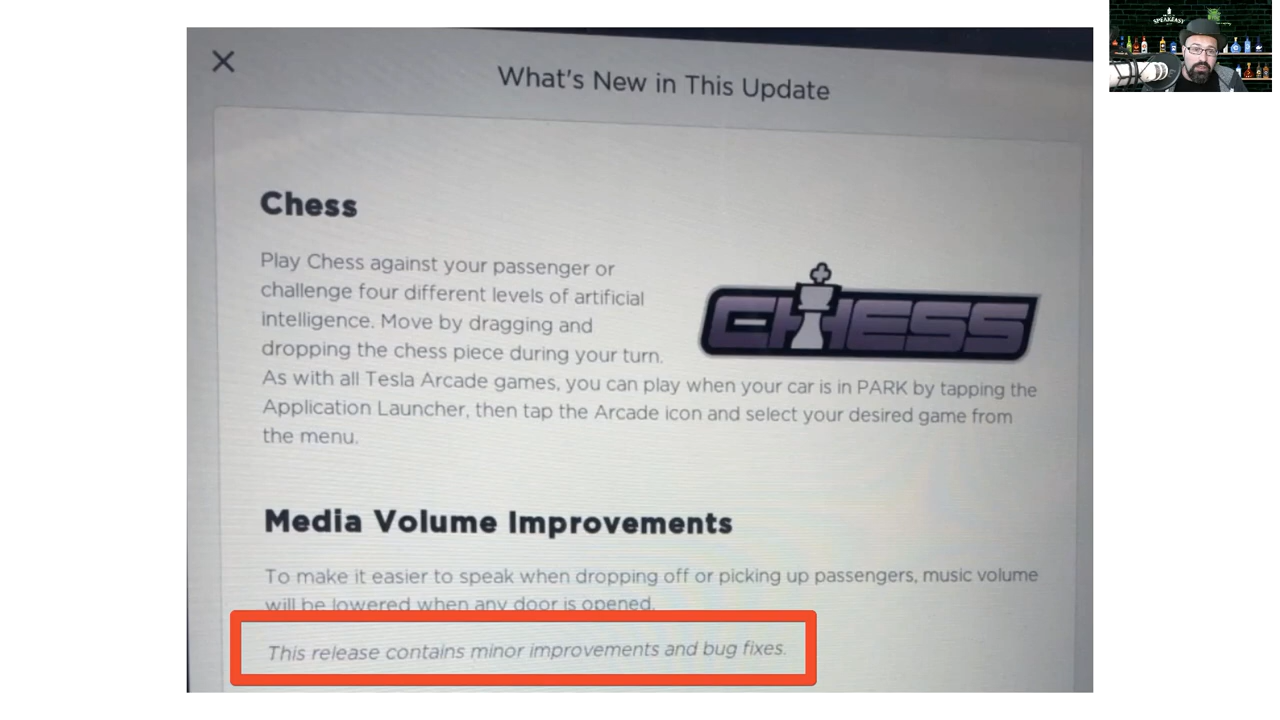 SPEAKEASY
What's New in This Update
Chess
Play Chess against your passenger or
challenge four different levels of artificial
intelligence. Move by dragging and
dropping the chess piece during your turn.
CHESS
As with all Tesla Arcade games, you can play when your car is in PARK by tapping the
Application Launcher, then tap the Arcade icon and select your desired game from
the menu.
Media Volume Improvements
To make it easier to speak when dropping off or picking up passengers, music volume
will be lowered when any door is opened.
This release contains minor improvements and bug fixes.